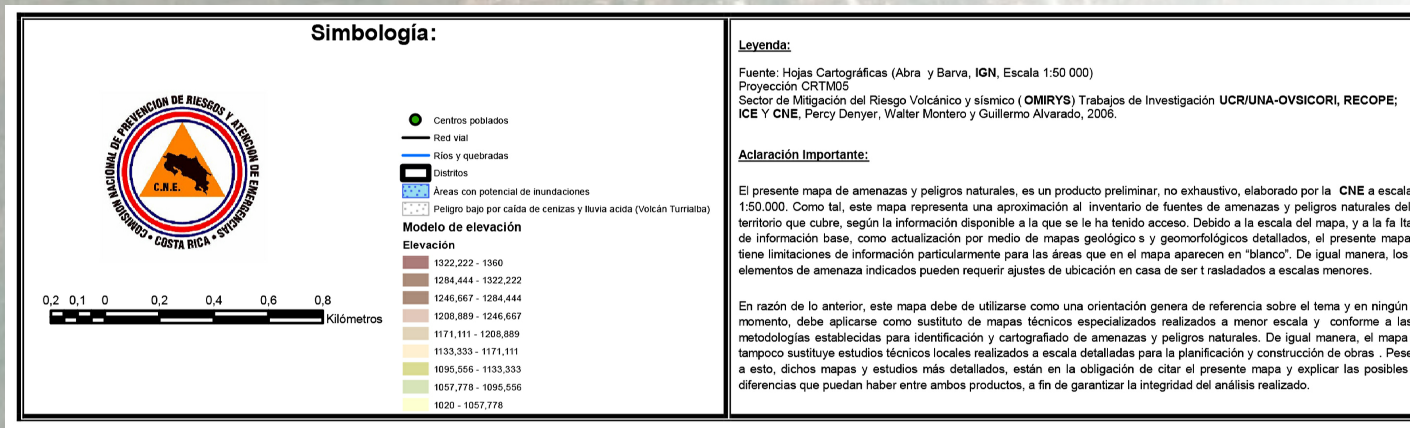 Simbología:
COMISION NACIONAL DE PREVENCION DE RIESGOS Y ATENCION DE EMERGENCIAS
C.N.E.
• COSTA RICA •
Centros poblados
Red vial
Ríos y quebradas
Distritos
Àreas con potencial de inundaciones
Peligro bajo por caída de cenizas y lluvia acida (Volcán Turrialba)
Modelo de elevación
Elevación
1322,222 - 1360
1284,444 - 1322,222
1246,667 - 1284,444
1208,889 - 1246,667
1171,111 - 1208,889
1133,333 - 1171,111
1095,556 - 1133,333
1057,778 - 1095,556
1020 - 1057,778
0,2 0,1 0 0,2 0,4 0,6 0,8
Kilómetros
Leyenda:
Fuente: Hojas Cartográficas (Abra y Barva, IGN, Escala 1:50 000)
Proyección CRTM05
Sector de Mitigación del Riesgo Volcánico y sísmico ( OMIRYS) Trabajos de Investigación UCR/UNA-OVSICORI, RECOPE;
ICE Y CNE, Percy Denyer, Walter Montero y Guillermo Alvarado, 2006.
Aclaración Importante:
El presente mapa de amenazas y peligros naturales, es un producto preliminar, no exhaustivo, elaborado por la CNE a escala
1:50.000. Como tal, este mapa representa una aproximación al inventario de fuentes de amenazas y peligros naturales del
territorio que cubre, según la información disponible a la que se le ha tenido acceso. Debido a la escala del mapa, y a la fa lta
de información base, como actualización por medio de mapas geológico s y geomorfológicos detallados, el presente mapa
tiene limitaciones de información particularmente para las áreas que en el mapa aparecen en “blanco”. De igual manera, los
elementos de amenaza indicados pueden requerir ajustes de ubicación en casa de ser t rasladados a escalas menores.
En razón de lo anterior, este mapa debe de utilizarse como una orientación genera de referencia sobre el tema y en ningún
momento, debe aplicarse como sustituto de mapas técnicos especializados realizados a menor escala y conforme a las
metodologías establecidas para identificación y cartografiado de amenazas y peligros naturales. De igual manera, el mapa
tampoco sustituye estudios técnicos locales realizados a escala detalladas para la planificación y construcción de obras . Pese
a esto, dichos mapas y estudios más detallados, están en la obligación de citar el presente mapa y explicar las posibles
diferencias que puedan haber entre ambos productos, a fin de garantizar la integridad del análisis realizado.